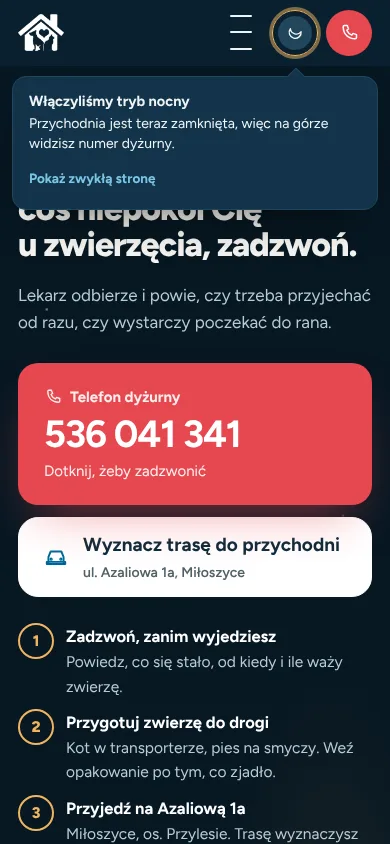 Włączyliśmy tryb nocny
Przychodnia jest teraz zamknięta, więc na górze
widzisz numer dyżurny.
Pokaż zwykłą stronę
coś niepokoi Cię
u zwierzęcia, zadzwoń.
Lekarz odbierze i powie, czy trzeba przyjechać
od razu, czy wystarczy poczekać do rana.
Telefon dyżurny
536 041 341
Dotknij, żeby zadzwonić
Wyznacz trasę do przychodni
ul. Azaliowa 1a, Miłoszyce
1
Zadzwoń, zanim wyjedziesz
Powiedz, co się stało, od kiedy i ile waży
zwierzę.
2
Przygotuj zwierzę do drogi
Kot w transporterze, pies na smyczy. Weź
opakowanie po tym, co zjadło.
3
Przyjedź na Azaliową 1a
Miłoszyce, os. Przylesie. Trasę wyznaczysz